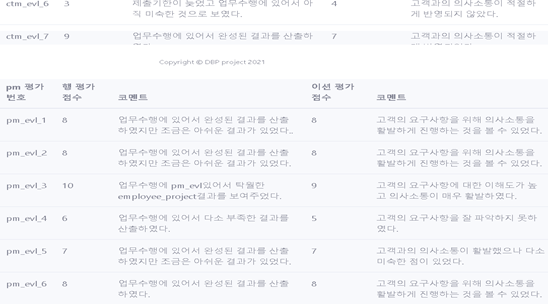 ctm_evl_6 3 제출기한이 늦었고 업무수행에 있어서 아 4 고객과의 의사소통이 적절하
직 미숙한 것으로 보였다. 게 반영되지 않았다.
ctm_evl_7 9 업무수행에 있어서 완성된 결과를 산출하 7 고객과의 의사소통이 적절하
Copyright © DBP project 2021
pm 평가 행 평가 이션 평가
번호 점수 코멘트 점수 코멘트
pm_evl_1 8 업무수행에 있어서 완성된 결과를 산출 8 고객의 요구사항을 위해 의사소통을
하였지만 조금은 아쉬운 결과가 있었다.. 활발하게 진행하는 것을 볼 수 있었다.
pm_evl_2 8 업무수행에 있어서 완성된 결과를 산출 8 고객의 요구사항을 위해 의사소통을
하였지만 조금은 아쉬운 결과가 있었다. 활발하게 진행하는 것을 볼 수 있었다.
pm_evl_3 10 업무수행에 pm_evl있어서 탁월한 9 고객의 요구사항에 대한 이해도가 높
employee_project결과를 보여주었다. 고 의사소통이 매우 활발하였다.
pm_evl_4 6 업무수행에 있어서 다소 부족한 결과를 5 고객의 요구사항을 잘 파악하지 못하
산출하였다. 였다.
pm_evl_5 7 업무수행에 있어서 완성된 결과를 산출 7 고객과의 의사소통이 활발했으나 다소
하였지만 조금은 아쉬운 결과가 있었다. 미숙한 점이 있었다.
pm_evl_6 8 업무수행에 있어서 완성된 결과를 산출 8 고객의 요구사항을 위해 의사소통을
하였다. 활발하게 진행하는 것을 볼 수 있었다.